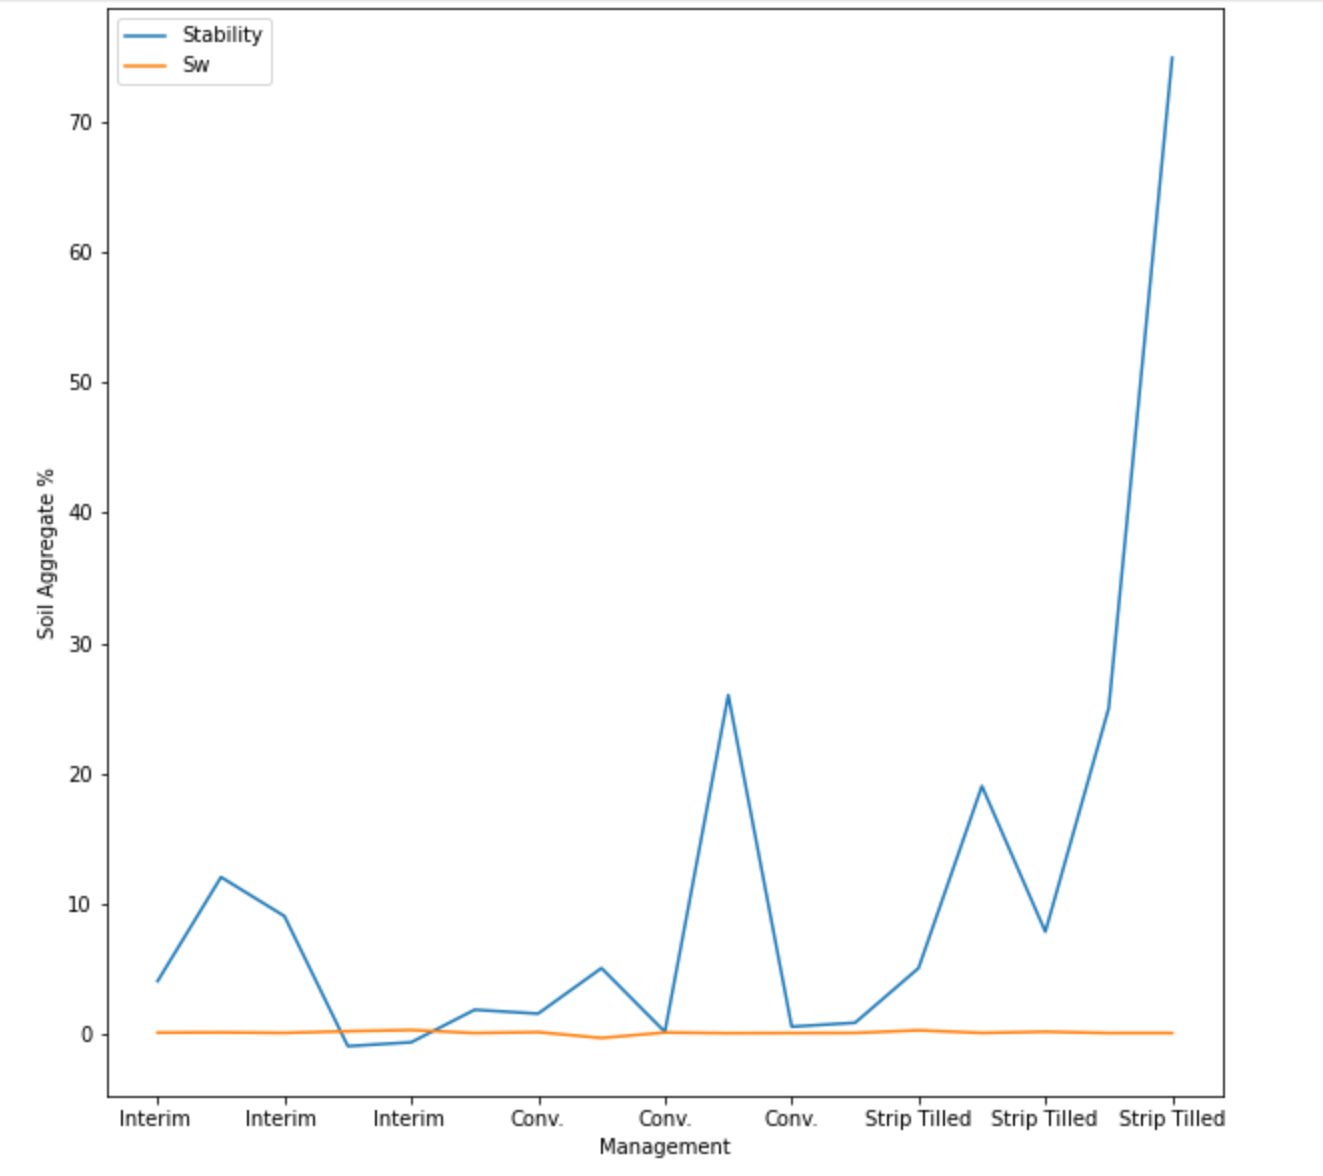 Stability
Sw
70
60
50
40
30
20
10
0
Soil Aggregate %
Interim Interim Interim Conv. Conv. Conv. Strip Tilled Strip Tilled Strip Tilled
Management